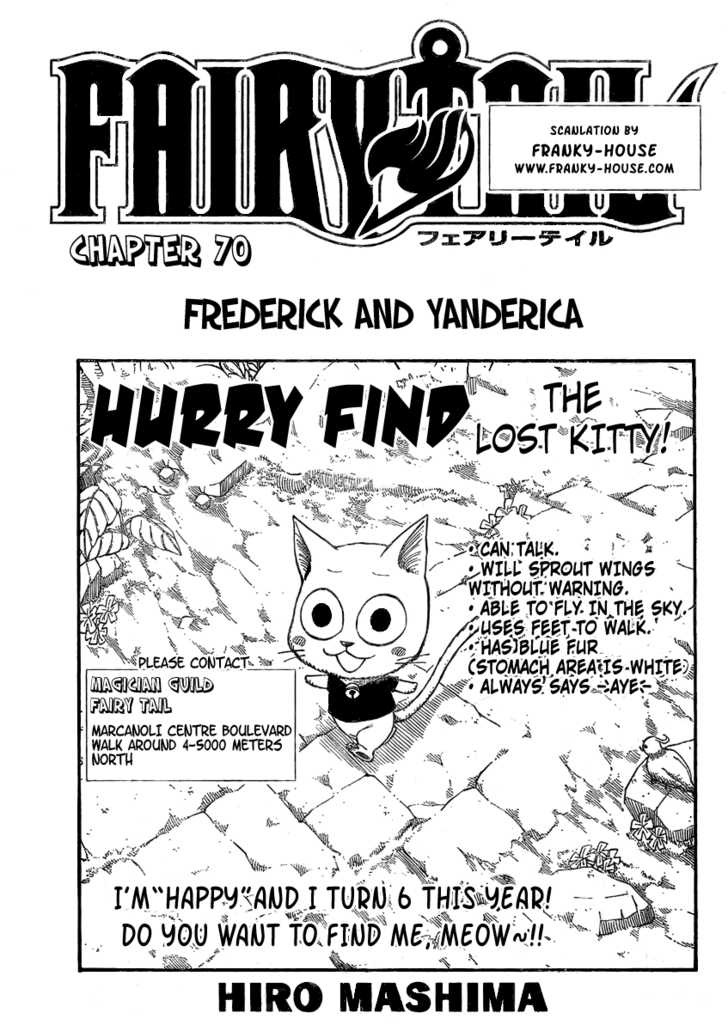 FAIRY TAIL
SCANLATION BY
FRANKY-HOUSE
WWW.FRANKY-HOUSE.COM
CHAPTER 70
フェアリーテイル
FREDERICK AND YANDERICA
HURRY FIND
THE
LOST KITTY!
• CAN TALK.
• WILL SPROUT WINGS
WITHOUT WARNING.
• ABLE TO FLY IN THE SKY.
• USES FEET TO WALK.
• HAS BLUE FUR
(STOMACH AREA IS WHITE)
• ALWAYS SAYS -AYE-
PLEASE CONTACT
MAGICIAN GUILD
FAIRY TAIL
MARCANOLI CENTRE BOULEVARD
WALK AROUND 4-5000 METERS
NORTH
I'M "HAPPY" AND I TURN 6 THIS YEAR!
DO YOU WANT TO FIND ME, MEOW~!!
HIRO MASHIMA